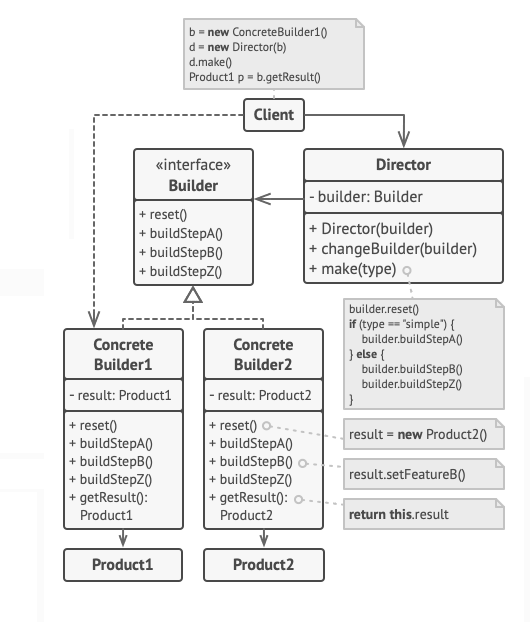 b = new ConcreteBuilder1()
d = new Director(b)
d.make()
Product1 p = b.getResult()
Client
«interface»
Builder
+ reset()
+ buildStepA()
+ buildStepB()
+ buildStepZ()
Director
- builder: Builder
+ Director(builder)
+ changeBuilder(builder)
+ make(type)
builder.reset()
if (type == "simple") {
builder.buildStepA()
} else {
builder.buildStepB()
builder.buildStepZ()
}
Concrete
Builder1
- result: Product1
+ reset()
+ buildStepA()
+ buildStepB()
+ buildStepZ()
+ getResult():
Product1
Concrete
Builder2
- result: Product2
+ reset()
+ buildStepA()
+ buildStepB()
+ buildStepZ()
+ getResult():
Product2
result = new Product2()
result.setFeatureB()
return this.result
Product1
Product2